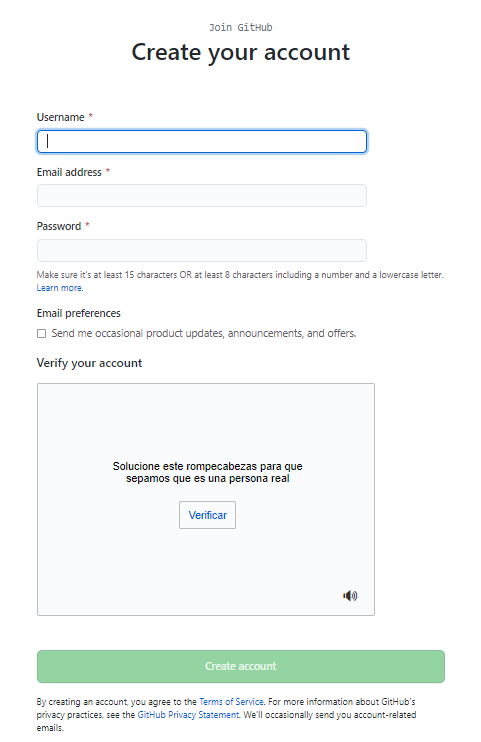 Join GitHub
Create your account
Username *
Email address *
Password *
Make sure it's at least 15 characters OR at least 8 characters including a number and a lowercase letter.
Learn more.
Email preferences
Send me occasional product updates, announcements, and offers.
Verify your account
Solucione este rompecabezas para que
sepamos que es una persona real
Verificar
Create account
By creating an account, you agree to the Terms of Service. For more information about GitHub's
privacy practices, see the GitHub Privacy Statement. We'll occasionally send you account-related
emails.